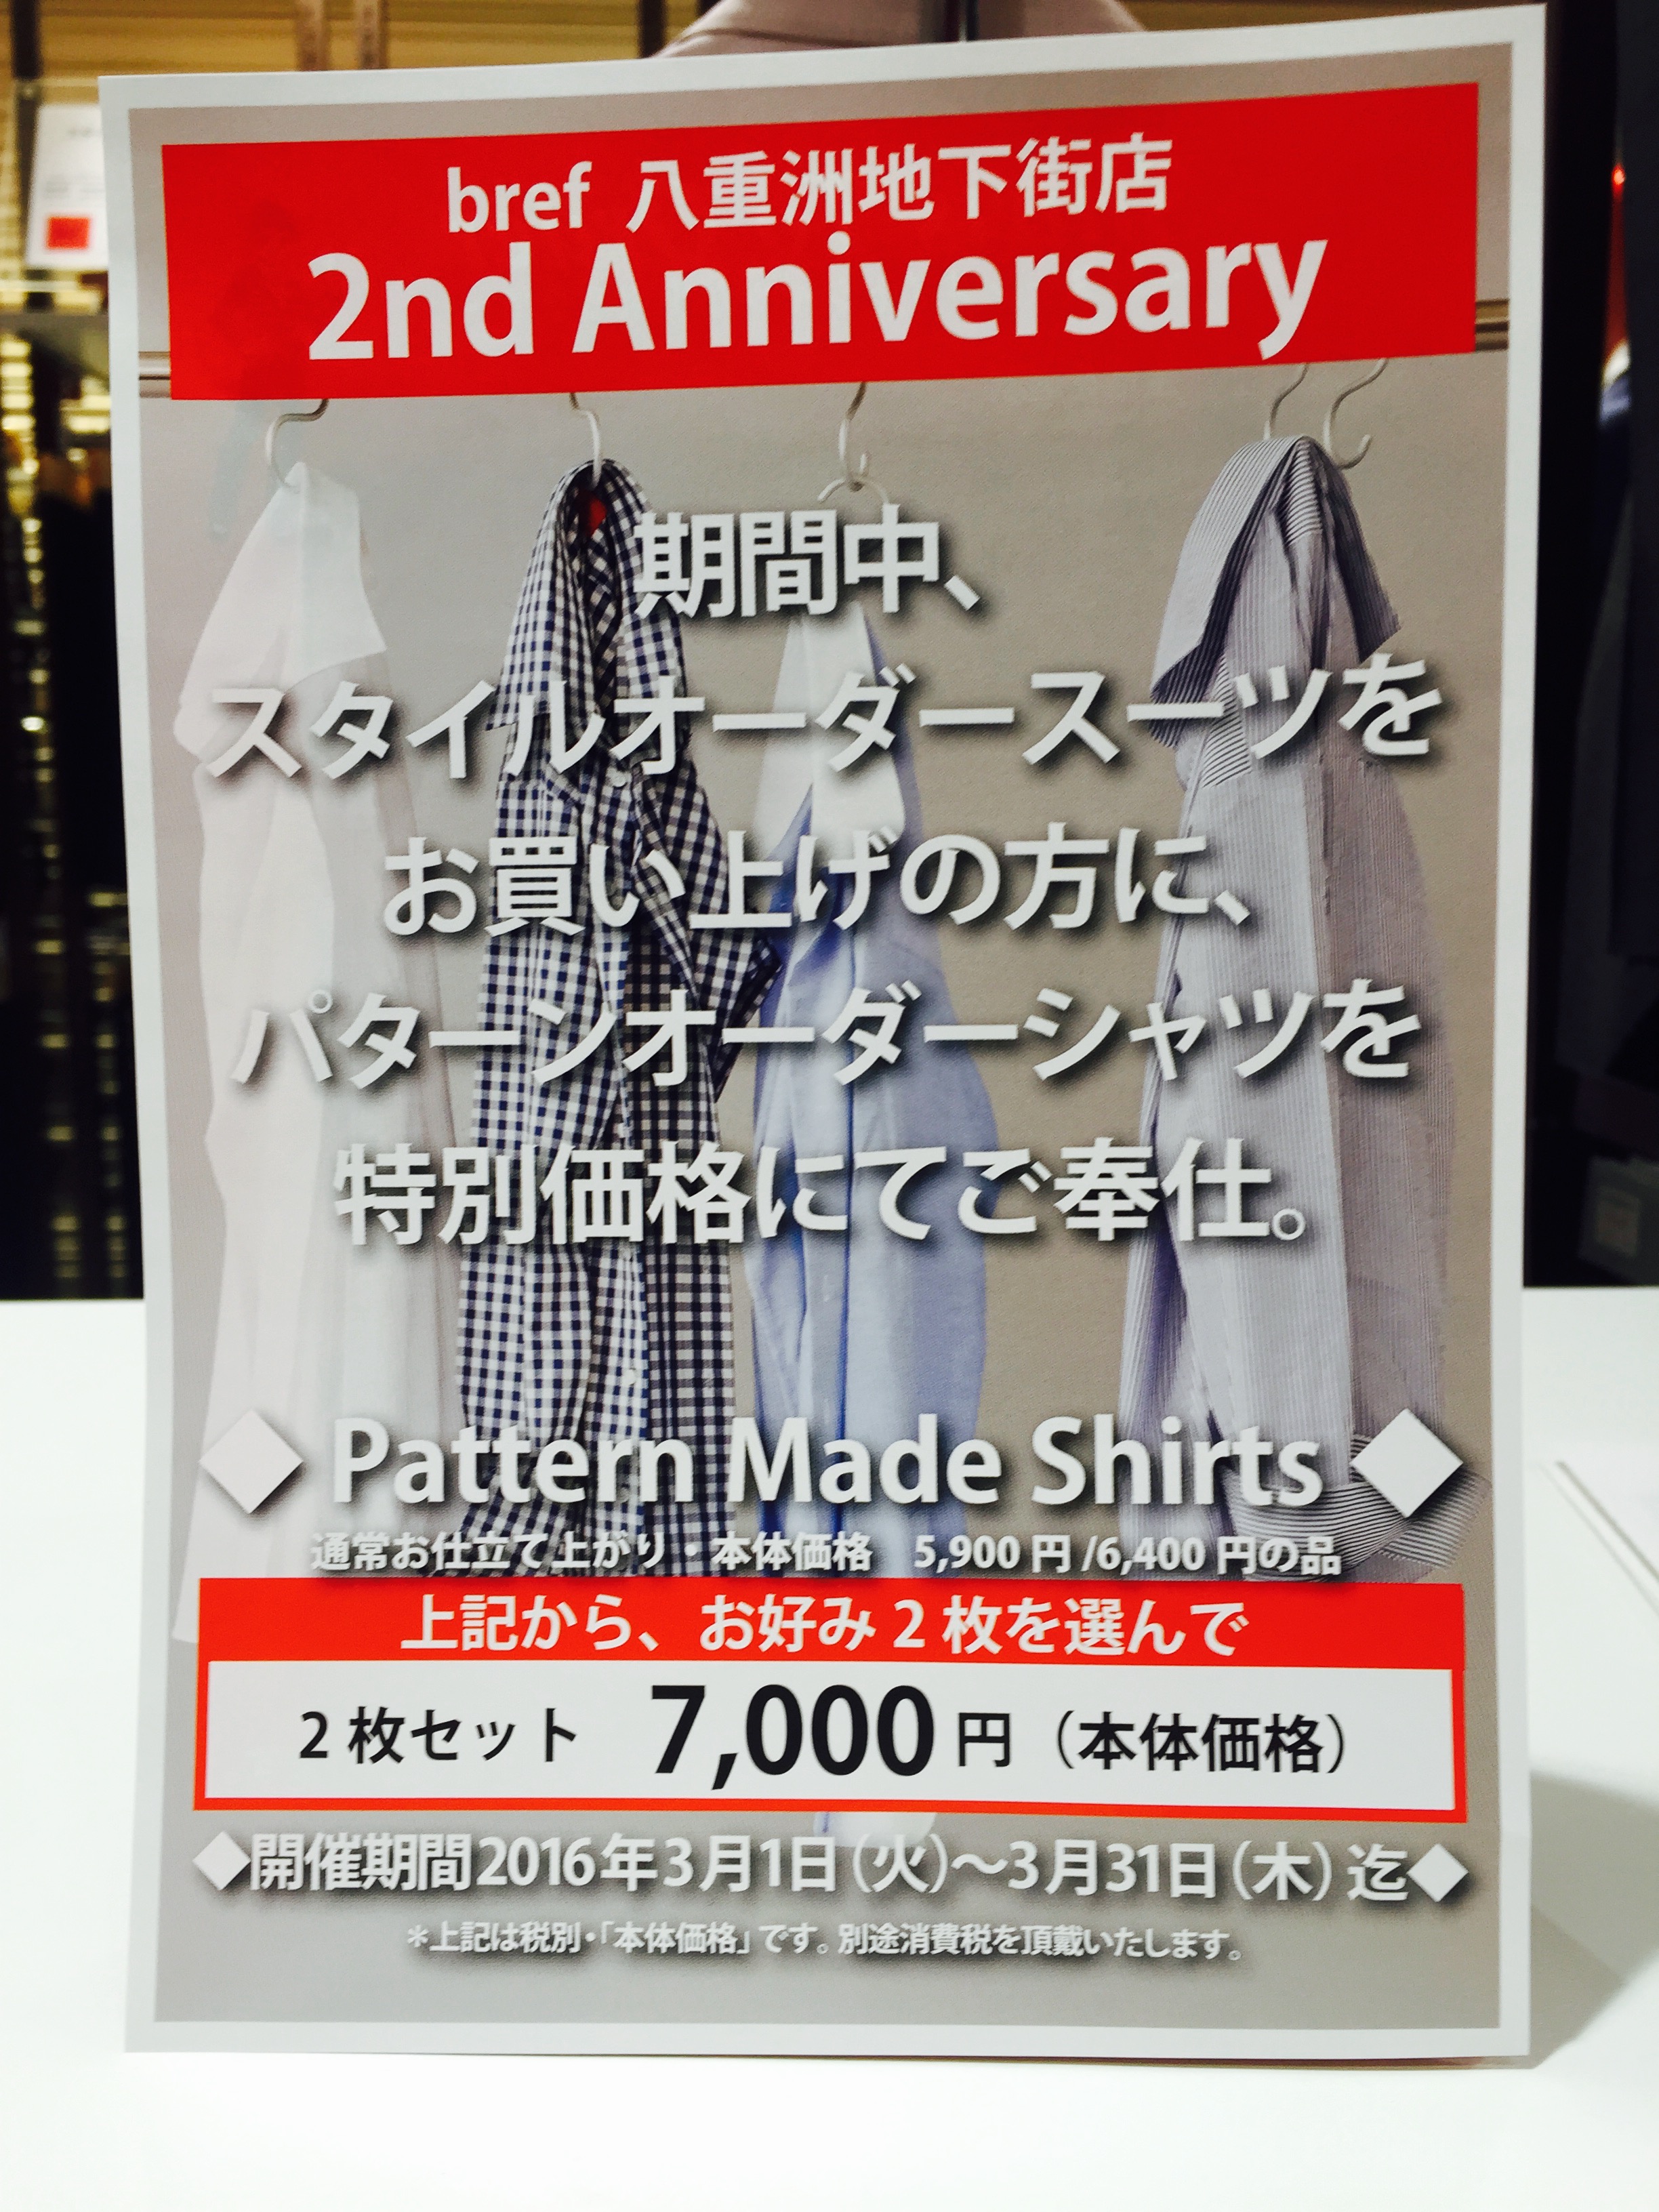 bref 八重洲地下街店
2nd Anniversary
期間中、
スタイルオーダースーツを
お買い上げの方に、
パターンオーダーシャツを
特別価格にてご奉仕。
◆ Pattern Made Shirts ◆
通常お仕立て上がり・本体価格 5,900円/6,400円の品
上記から、お好み2枚を選んで
2枚セット 7,000円（本体価格）
◆開催期間2016年3月1日（火）～3月31日（木）迄◆
＊上記は税別・「本体価格」です。別途消費税を頂戴いたします。